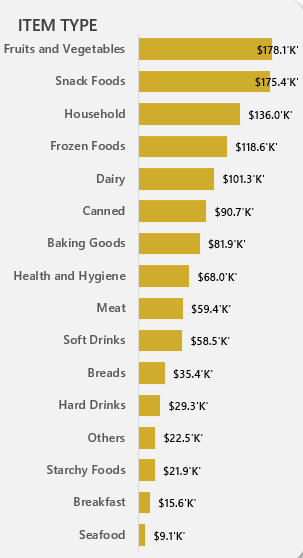 ITEM TYPE
Fruits and Vegetables $178.1'K'
Snack Foods $175.4'K'
Household $136.0'K'
Frozen Foods $118.6'K'
Dairy $101.3'K'
Canned $90.7'K'
Baking Goods $81.9'K'
Health and Hygiene $68.0'K'
Meat $59.4'K'
Soft Drinks $58.5'K'
Breads $35.4'K'
Hard Drinks $29.3'K'
Others $22.5'K'
Starchy Foods $21.9'K'
Breakfast $15.6'K'
Seafood $9.1'K'